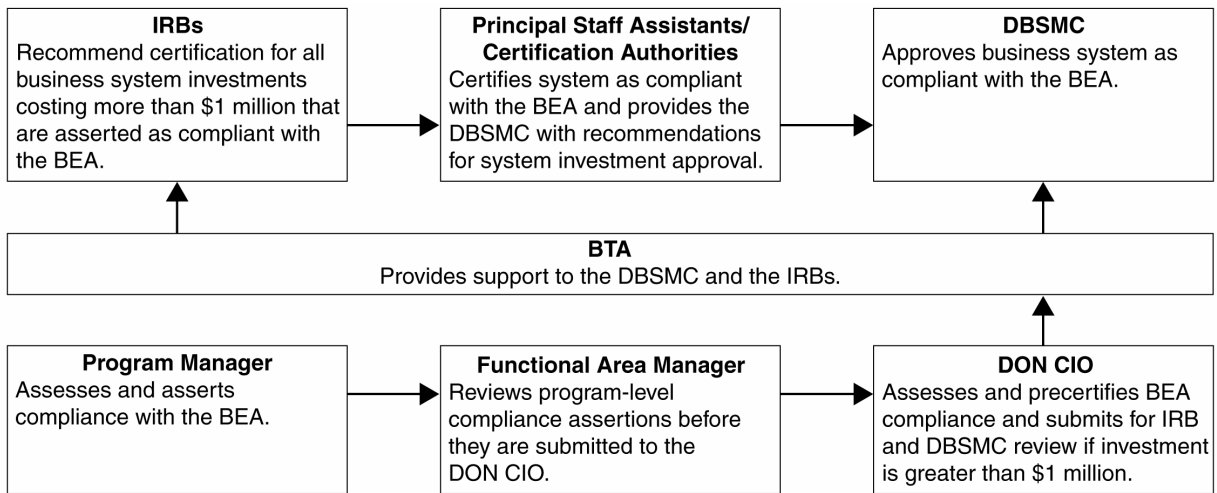 IRBs
Recommend certification for all
business system investments
costing more than $1 million that
are asserted as compliant with
the BEA.
Principal Staff Assistants/
Certification Authorities
Certifies system as compliant
with the BEA and provides the
DBSMC with recommendations
for system investment approval.
DBSMC
Approves business system as
compliant with the BEA.
BTA
Provides support to the DBSMC and the IRBs.
Program Manager
Assesses and asserts
compliance with the BEA.
Functional Area Manager
Reviews program-level
compliance assertions before
they are submitted to the
DON CIO.
DON CIO
Assesses and precertifies BEA
compliance and submits for IRB
and DBSMC review if investment
is greater than $1 million.